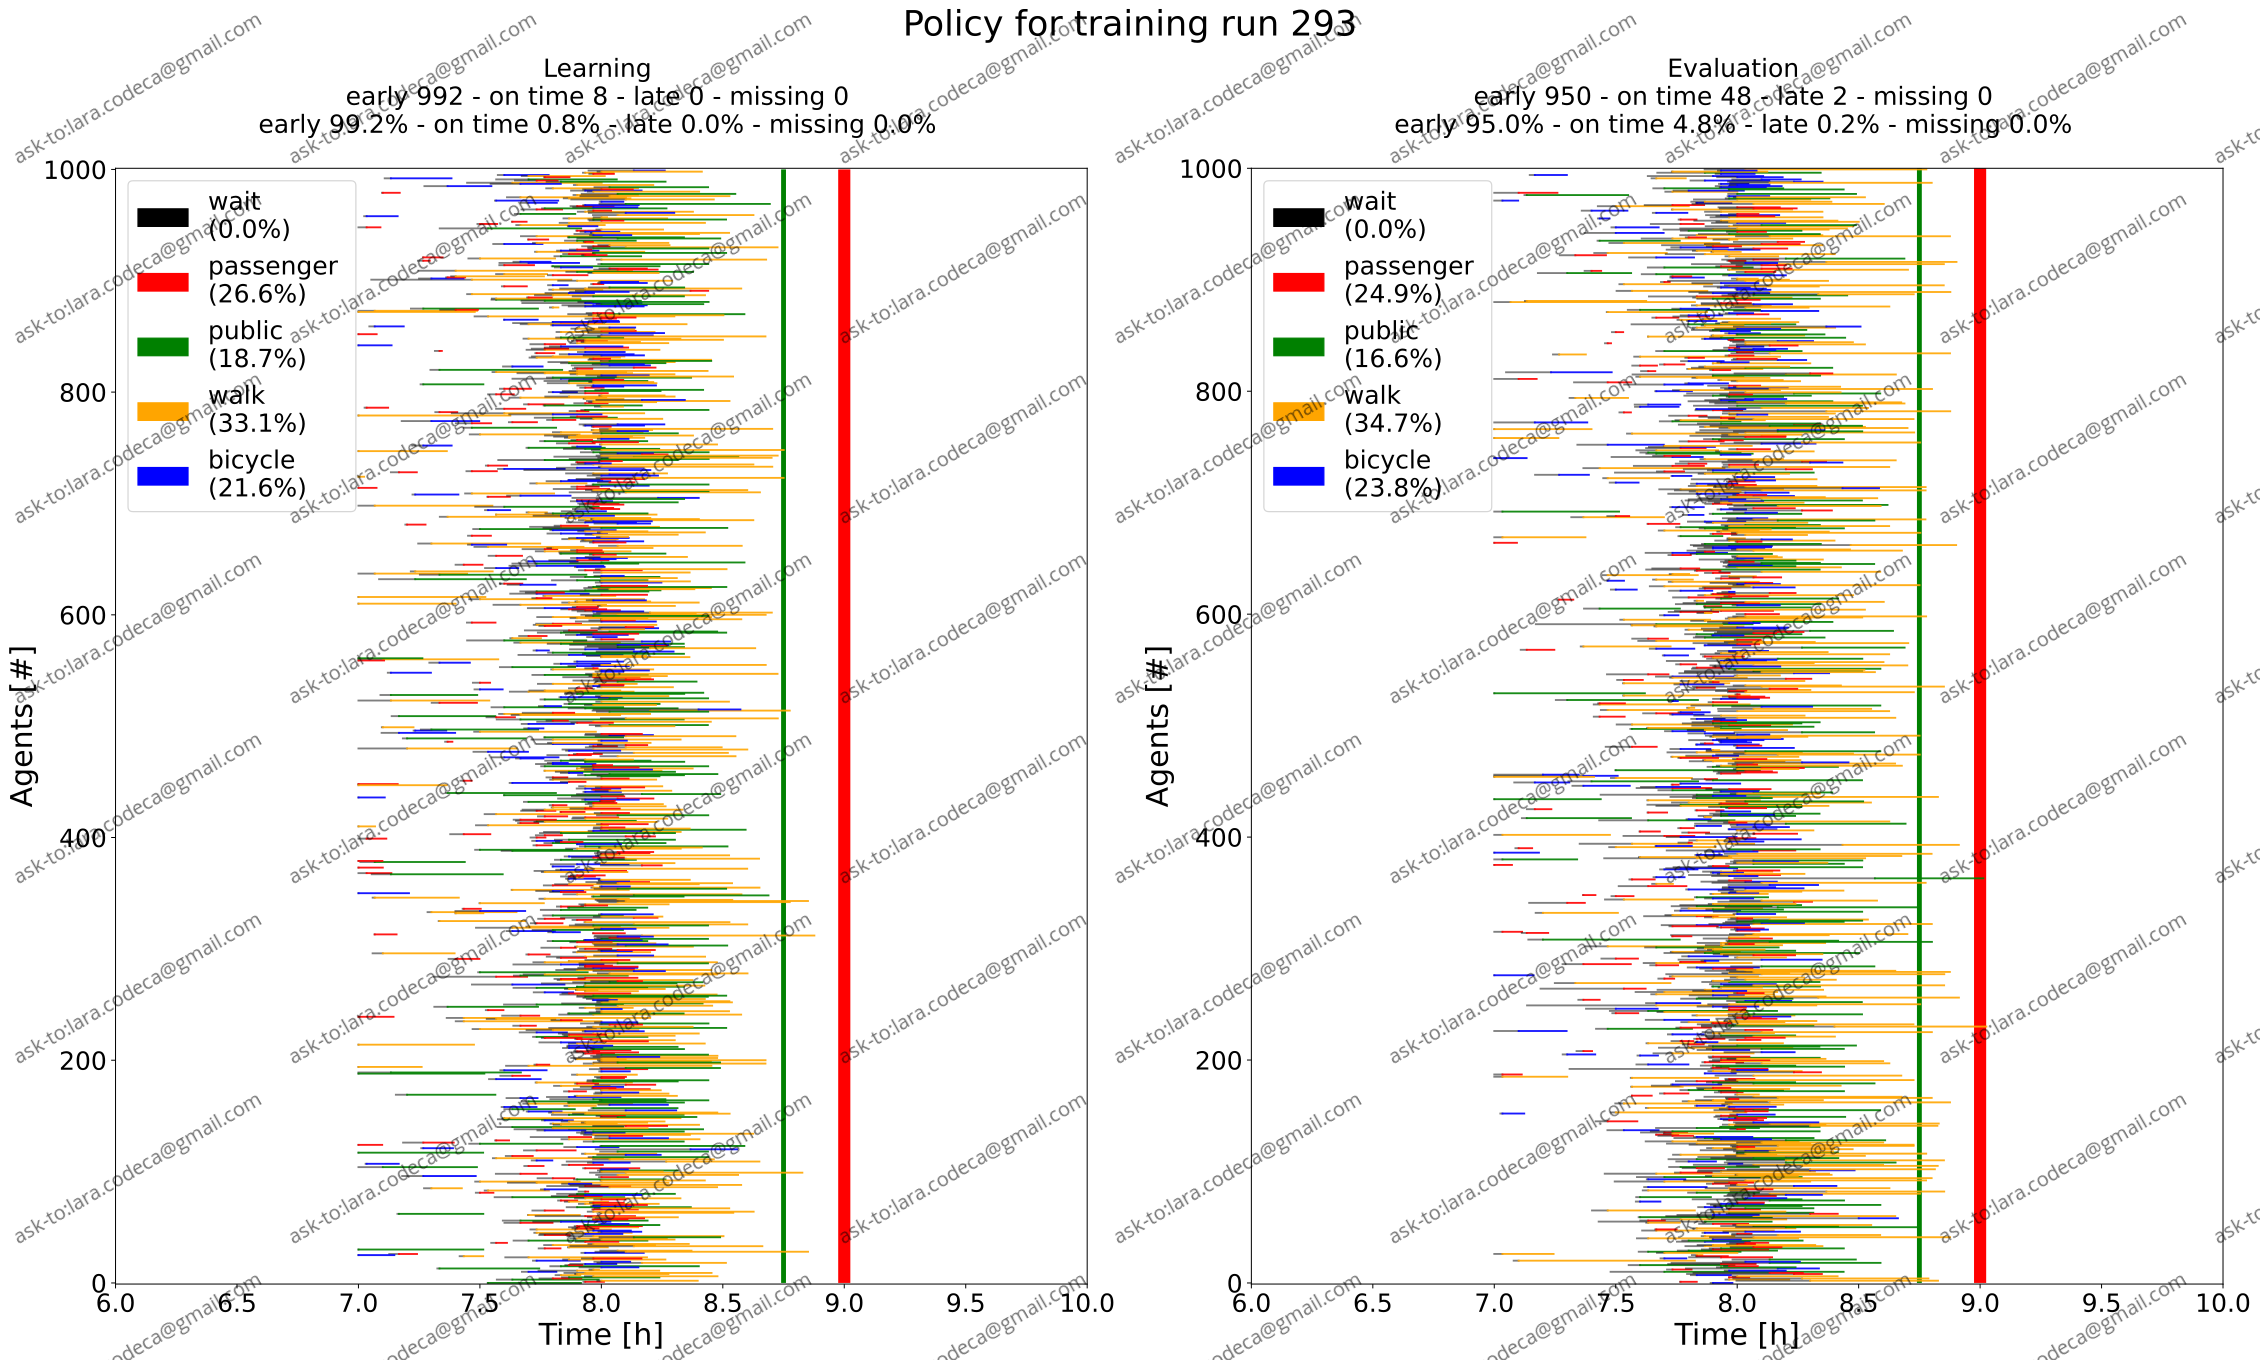 Policy for training run 293
Learning
early 992 - on time 8 - late 0 - missing 0
early 99.2% - on time 0.8% - late 0.0% - missing 0.0%
1000
800
600
400
200
0
Agents[#]
wait
(0.0%)
passenger
(26.6%)
public
(18.7%)
walk
(33.1%)
bicycle
(21.6%)
6.0 6.5 7.0 7.5 8.0 8.5 9.0 9.5 10.0
Time [h]
Evaluation
early 950 - on time 48 - late 2 - missing 0
early 95.0% - on time 4.8% - late 0.2% - missing 0.0%
1000
800
600
400
200
0
Agents [#]
wait
(0.0%)
passenger
(24.9%)
public
(16.6%)
walk
(34.7%)
bicycle
(23.8%)
6.0 6.5 7.0 7.5 8.0 8.5 9.0 9.5 10.0
Time [h]
ask-to:lara.codeca@gmail.com